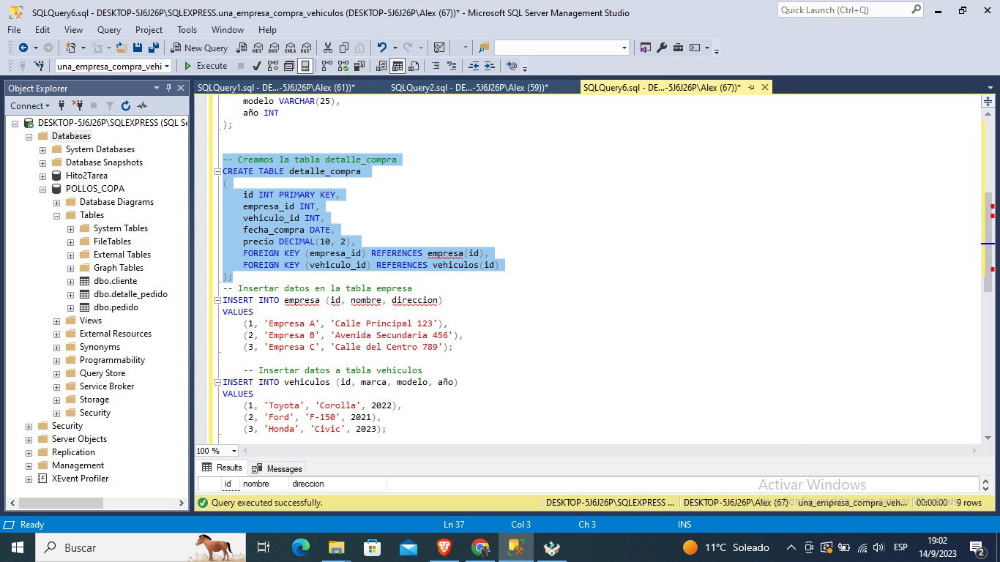 SQLQuery6.sql - DESKTOP-5J6J26P\SQLEXPRESS.una_empresa_compra_vehiculos (DESKTOP-5J6J26P\Alex (67))* - Microsoft SQL Server Management Studio
Quick Launch (Ctrl+Q)
File Edit View Query Project Tools Window Help
New Query
MDX DMX XMLA DAX
una_empresa_compra_vehi
Execute
Object Explorer
Connect
DESKTOP-5J6J26P\SQLEXPRESS (SQL Se
Databases
System Databases
Database Snapshots
Hito2Tarea
POLLOS_COPA
Database Diagrams
Tables
System Tables
FileTables
External Tables
Graph Tables
dbo.cliente
dbo.detalle_pedido
dbo.pedido
Views
External Resources
Synonyms
Programmability
Query Store
Service Broker
Storage
Security
Security
Server Objects
Replication
Management
XEvent Profiler
SQLQuery1.sql - DE...-5J6J26P\Alex (61))*
SQLQuery2.sql - DE...-5J6J26P\Alex (59))*
SQLQuery6.sql - DE...-5J6J26P\Alex (67))*
modelo VARCHAR(25),
año INT
);
-- Creamos la tabla detalle_compra
CREATE TABLE detalle_compra
(
id INT PRIMARY KEY,
empresa_id INT,
vehiculo_id INT,
fecha_compra DATE,
precio DECIMAL(10, 2),
FOREIGN KEY (empresa_id) REFERENCES empresa(id),
FOREIGN KEY (vehiculo_id) REFERENCES vehiculos(id)
);
-- Insertar datos en la tabla empresa
INSERT INTO empresa (id, nombre, direccion)
VALUES
(1, 'Empresa A', 'Calle Principal 123'),
(2, 'Empresa B', 'Avenida Secundaria 456'),
(3, 'Empresa C', 'Calle del Centro 789');
-- Insertar datos a tabla vehiculos
INSERT INTO vehiculos (id, marca, modelo, año)
VALUES
(1, 'Toyota', 'Corolla', 2022),
(2, 'Ford', 'F-150', 2021),
(3, 'Honda', 'Civic', 2023);
100 %
Results Messages
id nombre direccion
Activar Windows
Ve a Configuración para activar Windows.
Query executed successfully.
DESKTOP-5J6J26P\SQLEXPRESS ...
DESKTOP-5J6J26P\Alex (67)
una_empresa_compra_veh...
00:00:00
9 rows
Ready Ln 37 Col 3 Ch 3 INS
Buscar
11°C Soleado
ESP
19:02
14/9/2023
2